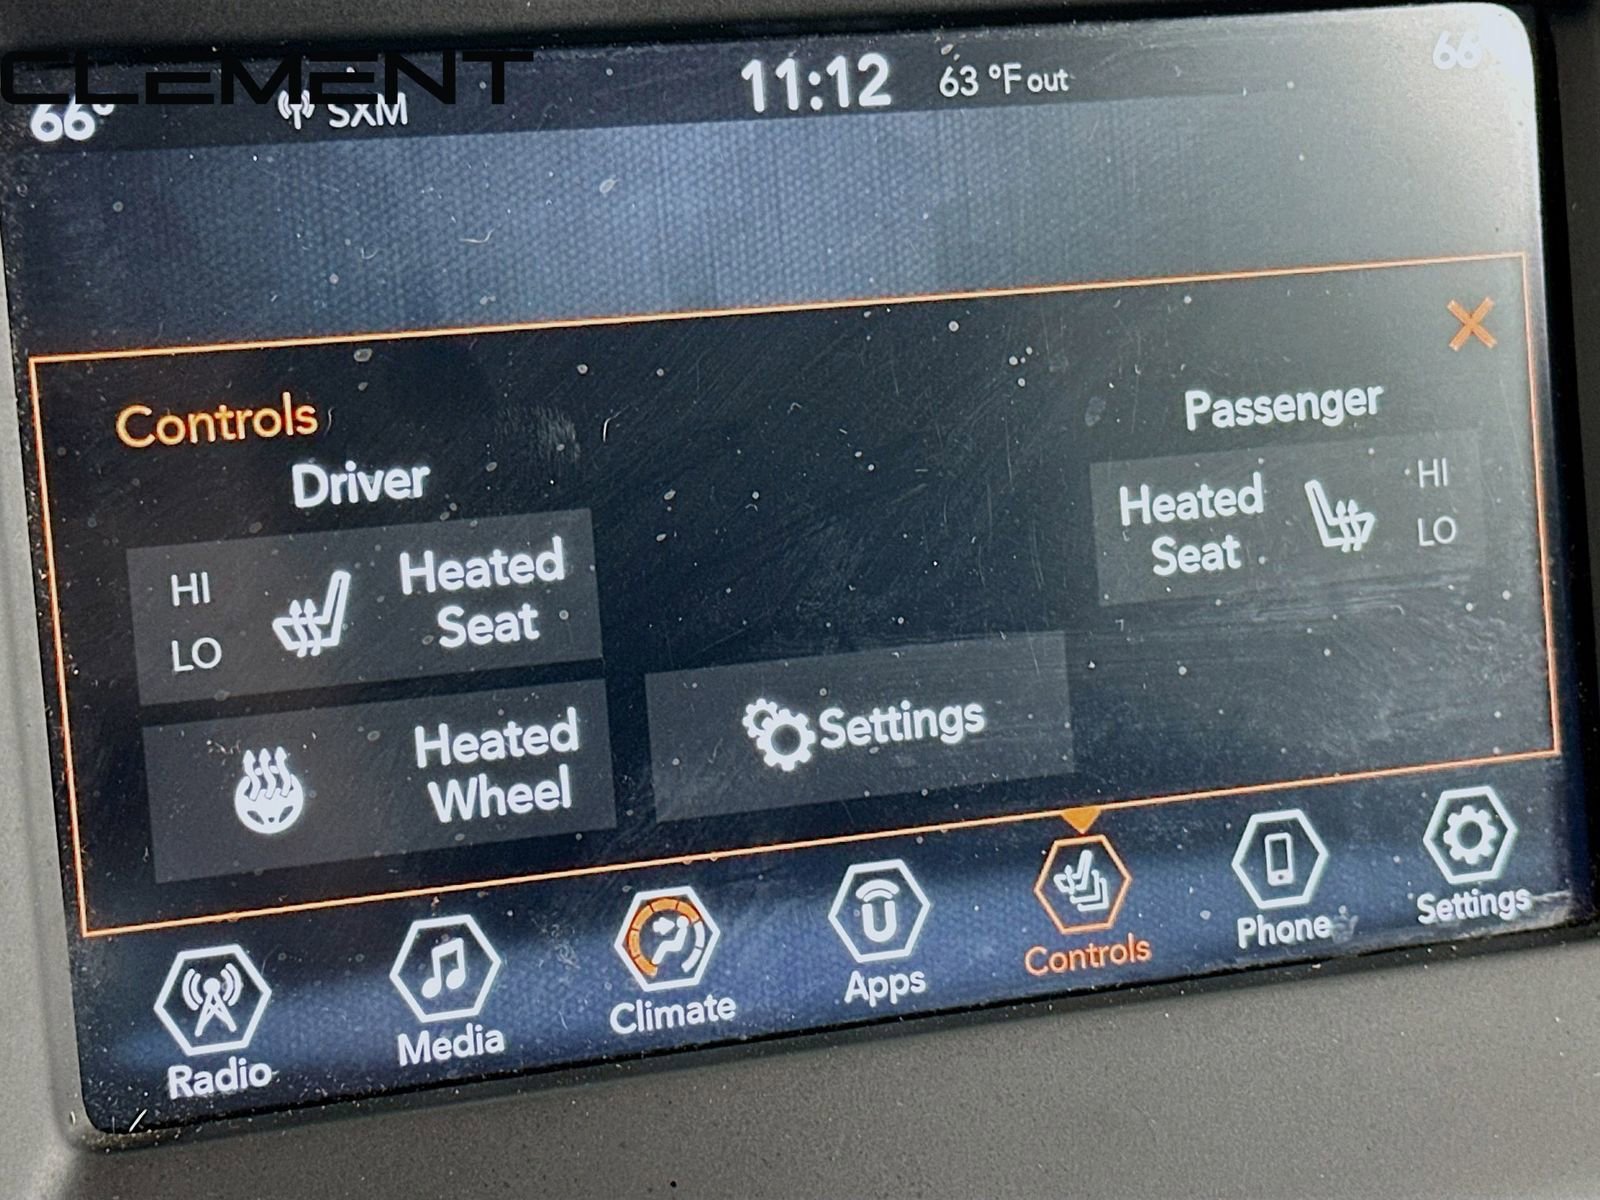 CLEMENT
66°
SXM
11:12
63 °F out
66°
Controls
Driver
Passenger
HI
LO
Heated
Seat
Heated
Seat
HI
LO
Heated
Wheel
Settings
Radio
Media
Climate
Apps
Controls
Phone
Settings